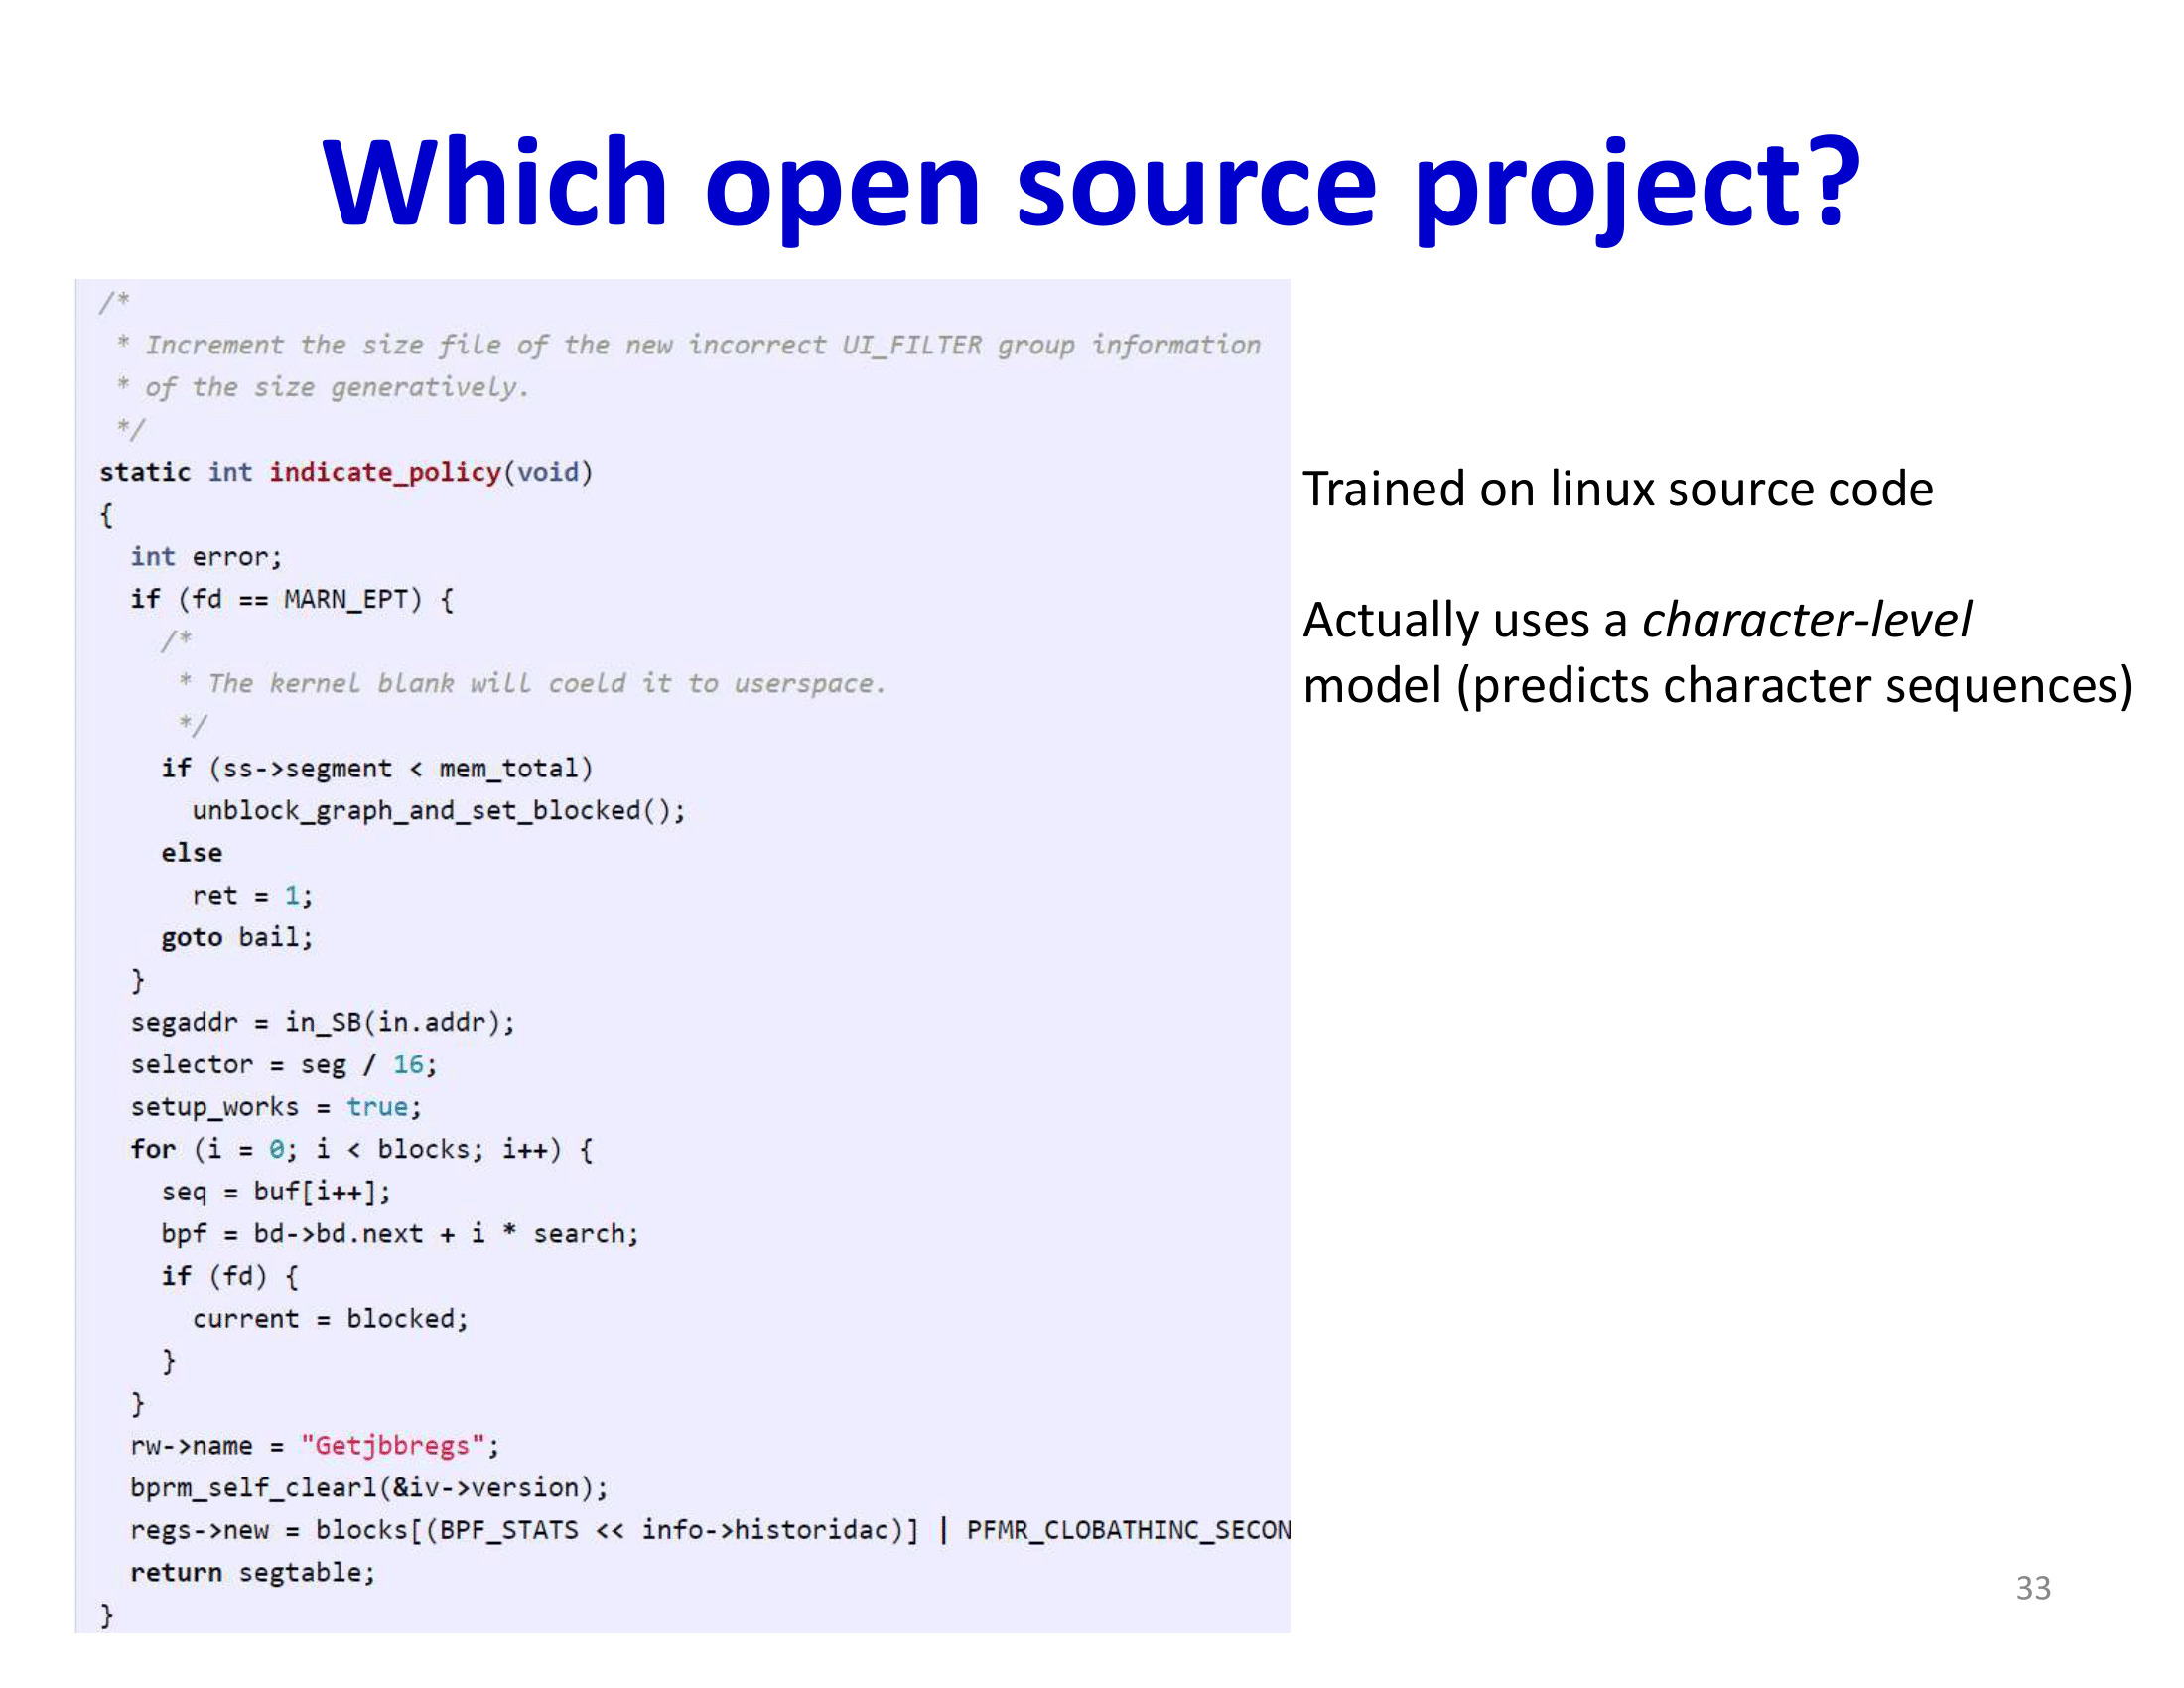 Which open source project?
/*
 * Increment the size file of the new incorrect UI_FILTER group information
 * of the size generatively.
 */
static int indicate_policy(void)
{
  int error;
  if (fd == MARN_EPT) {
    /*
     * The kernel blank will coeld it to userspace.
     */
    if (ss->segment < mem_total)
      unblock_graph_and_set_blocked();
    else
      ret = 1;
    goto bail;
  }
  segaddr = in_SB(in.addr);
  selector = seg / 16;
  setup_works = true;
  for (i = 0; i < blocks; i++) {
    seq = buf[i++];
    bpf = bd->bd.next + i * search;
    if (fd) {
      current = blocked;
    }
  }
  rw->name = "Getjbbregs";
  bprm_self_clearl(&iv->version);
  regs->new = blocks[(BPF_STATS << info->historidac)] | PFMR_CLOBATHINC_SECON
  return segtable;
}
Trained on linux source code
Actually uses a character-level
model (predicts character sequences)
33